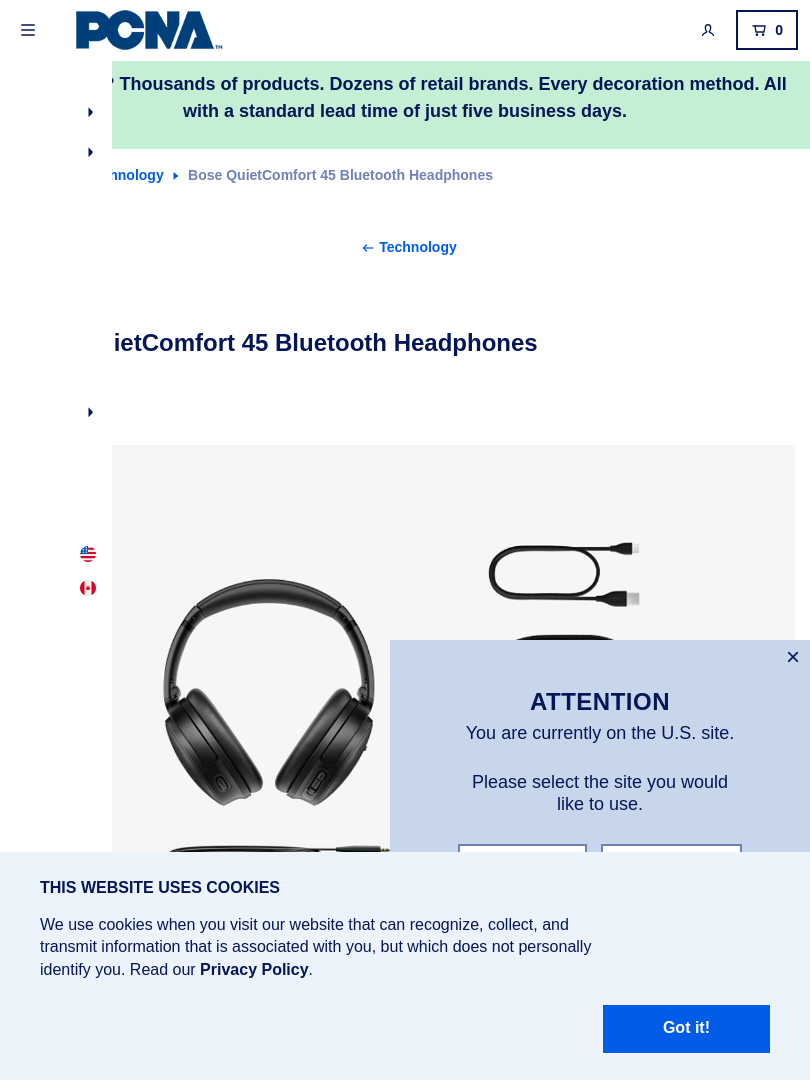 PCNA
TM
0
Thousands of products. Dozens of retail brands. Every decoration method. All
with a standard lead time of just five business days.
nology
Bose QuietComfort 45 Bluetooth Headphones
Technology
ietComfort 45 Bluetooth Headphones
ATTENTION
You are currently on the U.S. site.
Please select the site you would
like to use.
THIS WEBSITE USES COOKIES
We use cookies when you visit our website that can recognize, collect, and
transmit information that is associated with you, but which does not personally
identify you. Read our Privacy Policy.
Got it!